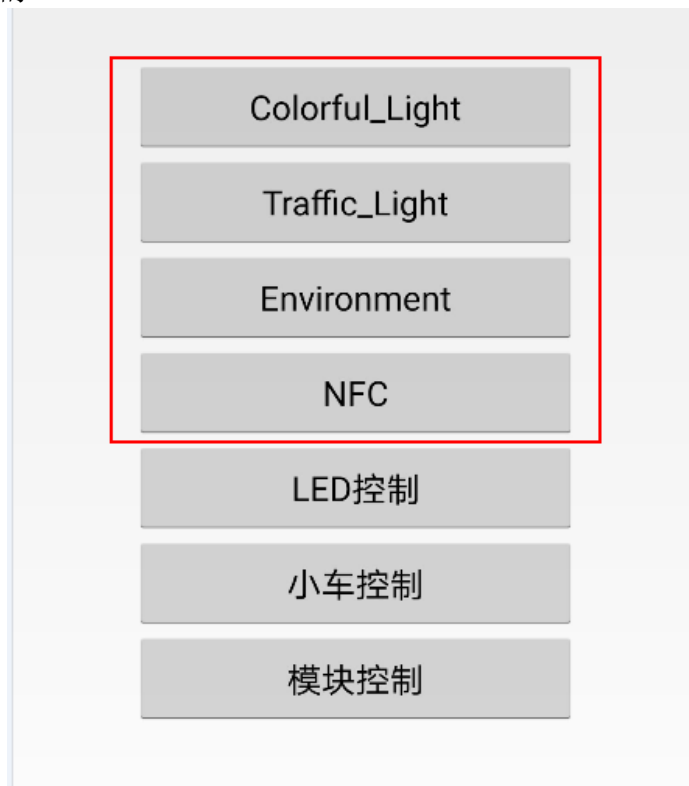 Colorful_Light
Traffic_Light
Environment
NFC
LED控制
小车控制
模块控制